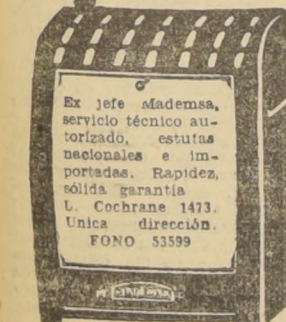 Ex jefe Mademsa,
servicio técnico au-
torizado, estufas
nacionales e im-
portadas. Rapidez,
sólida garantía
L. Cochrane 1473.
Unica dirección.
FONO 53599